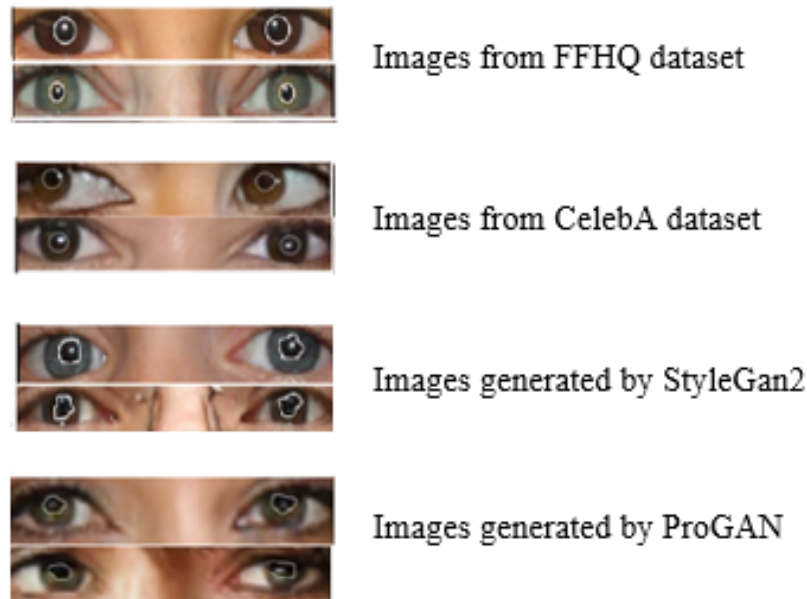 Images from FFHQ dataset
Images from CelebA dataset
Images generated by StyleGan2
Images generated by ProGAN